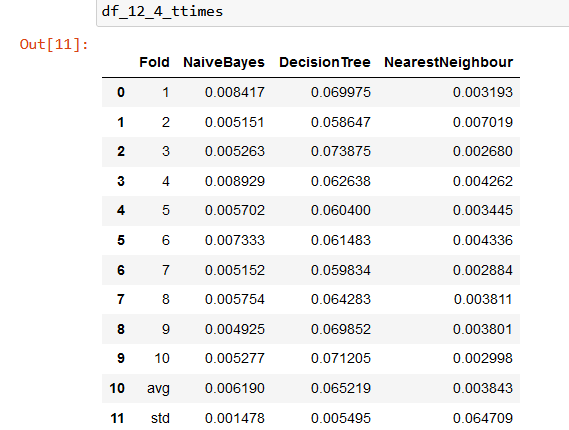 df_12_4_ttimes
Out[11]:
Fold NaiveBayes DecisionTree NearestNeighbour
0 1 0.008417 0.069975 0.003193
1 2 0.005151 0.058647 0.007019
2 3 0.005263 0.073875 0.002680
3 4 0.008929 0.062638 0.004262
4 5 0.005702 0.060400 0.003445
5 6 0.007333 0.061483 0.004336
6 7 0.005152 0.059834 0.002884
7 8 0.005754 0.064283 0.003811
8 9 0.004925 0.069852 0.003801
9 10 0.005277 0.071205 0.002998
10 avg 0.006190 0.065219 0.003843
11 std 0.001478 0.005495 0.064709